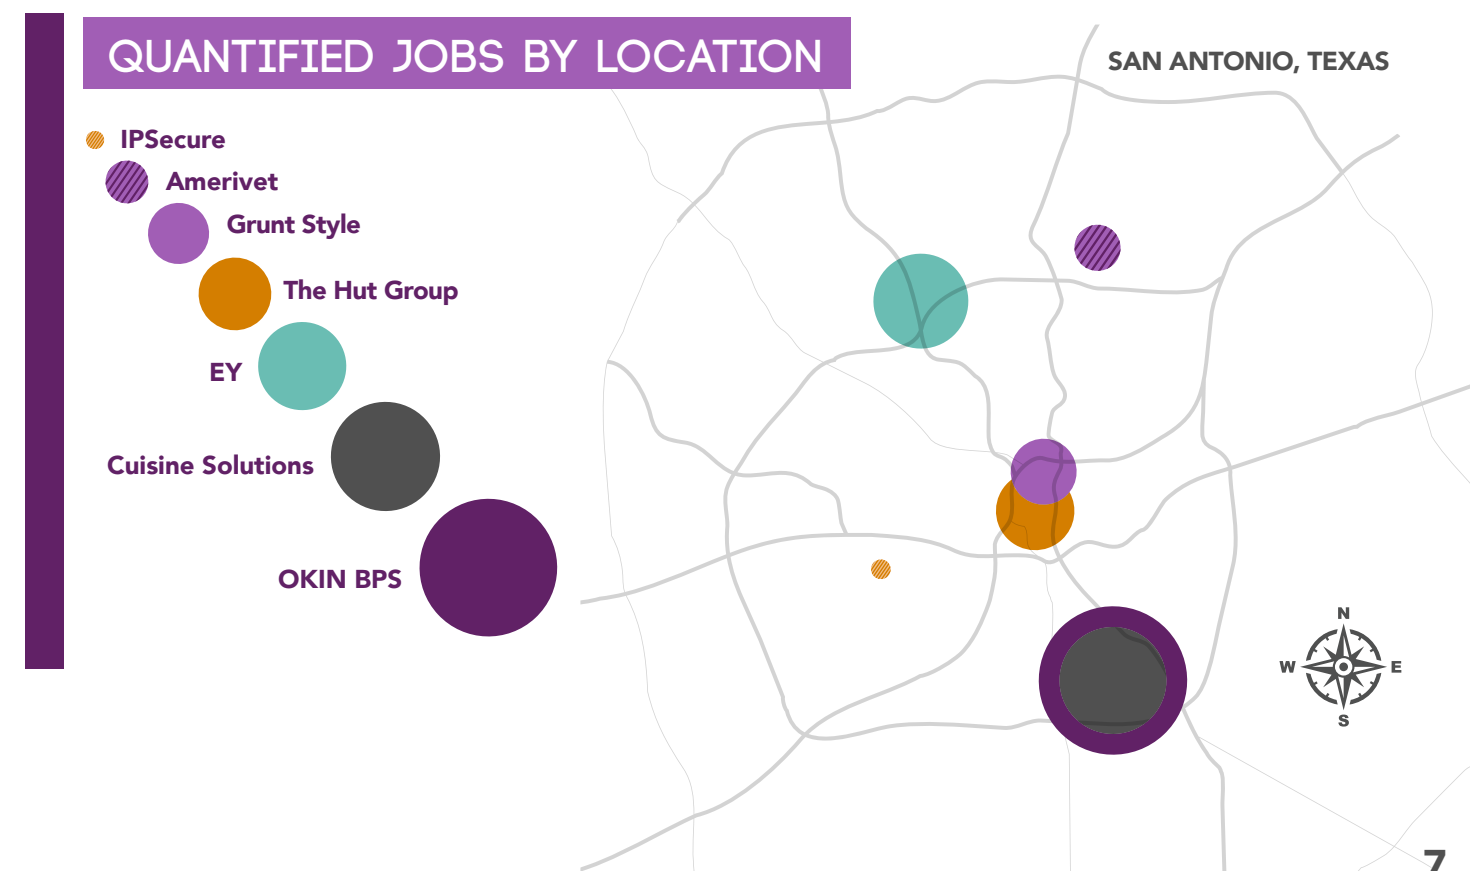 QUANTIFIED JOBS BY LOCATION
SAN ANTONIO, TEXAS
IPSecure
Amerivet
Grunt Style
The Hut Group
EY
Cuisine Solutions
OKIN BPS
N
W E
S
7